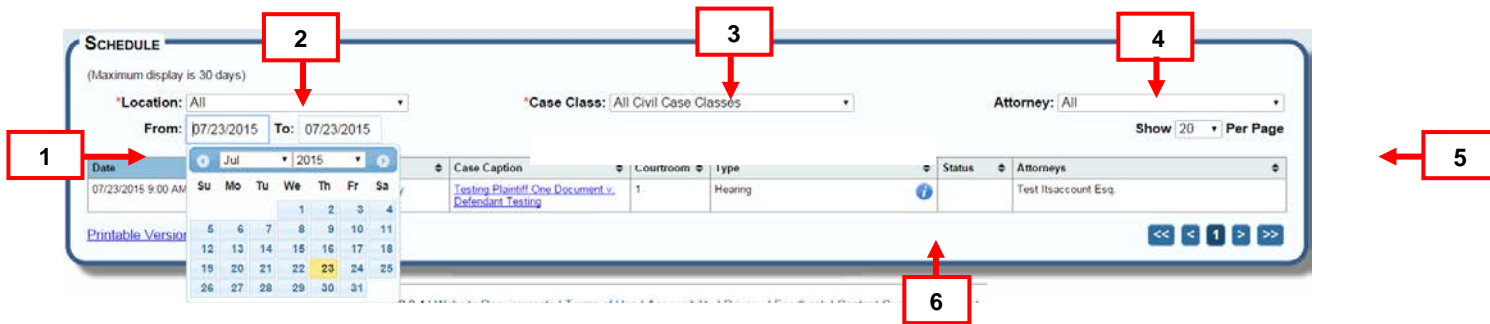 2
3
4
SCHEDULE
(Maximum display is 30 days)
*Location: All
*Case Class: All Civil Case Classes
Attorney: All
From: 07/23/2015 To: 07/23/2015
Show 20 Per Page
1
5
Jul 2015
Date
Case Caption
Courtroom
Type
Status
Attorneys
07/23/2015 9:00 AM
Testing Plaintiff One Document v.
Defendant Testing
1
Hearing
Test Itsaccount Esq.
Su Mo Tu We Th Fr Sa
1 2 3 4
5 6 7 8 9 10 11
12 13 14 15 16 17 18
19 20 21 22 23 24 25
26 27 28 29 30 31
Printable Version
<< < 1 > >>
6